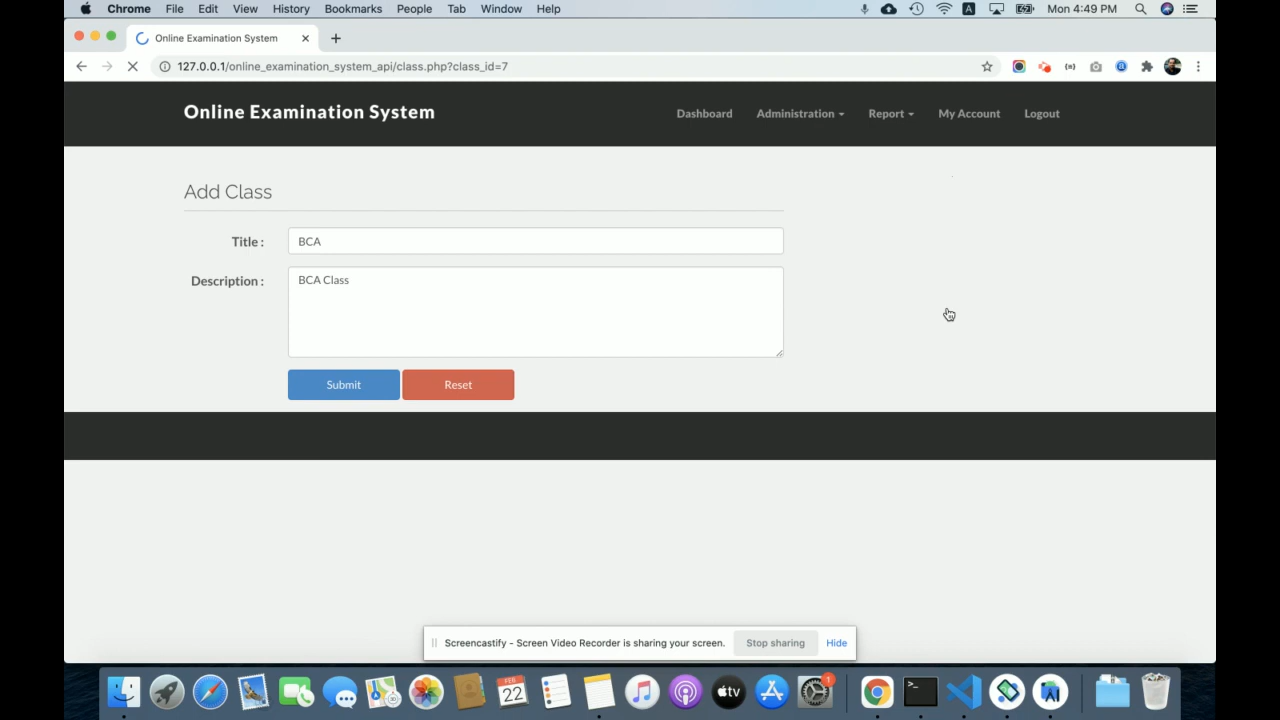 Chrome File Edit View History Bookmarks People Tab Window Help A Mon 4:49 PM
Online Examination System
127.0.0.1/online_examination_system_api/class.php?class_id=7
Online Examination System Dashboard Administration Report My Account Logout
Add Class
Title : BCA
Description : BCA Class
Submit Reset
Screencastify - Screen Video Recorder is sharing your screen. Stop sharing Hide
FEB
22
tv
1